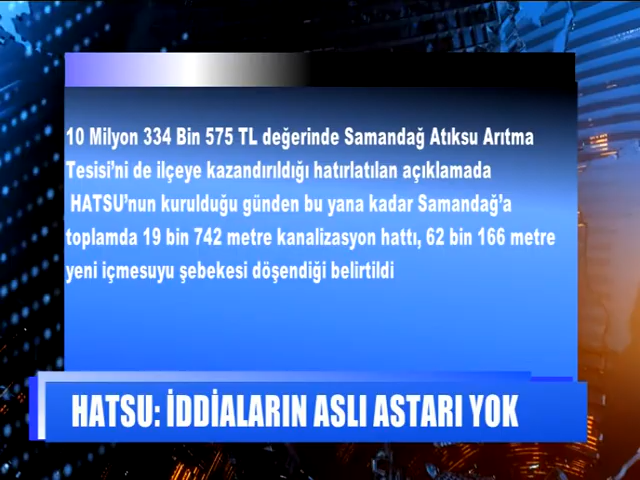 10 Milyon 334 Bin 575 TL değerinde Samandağ Atıksu Arıtma
Tesisi’ni de ilçeye kazandırıldığı hatırlatılan açıklamada
HATSU’nun kurulduğu günden bu yana kadar Samandağ’a
toplamda 19 bin 742 metre kanalizasyon hattı, 62 bin 166 metre
yeni içmesuyu şebekesi döşendiği belirtildi
HATSU: İDDİALARIN ASLI ASTARI YOK